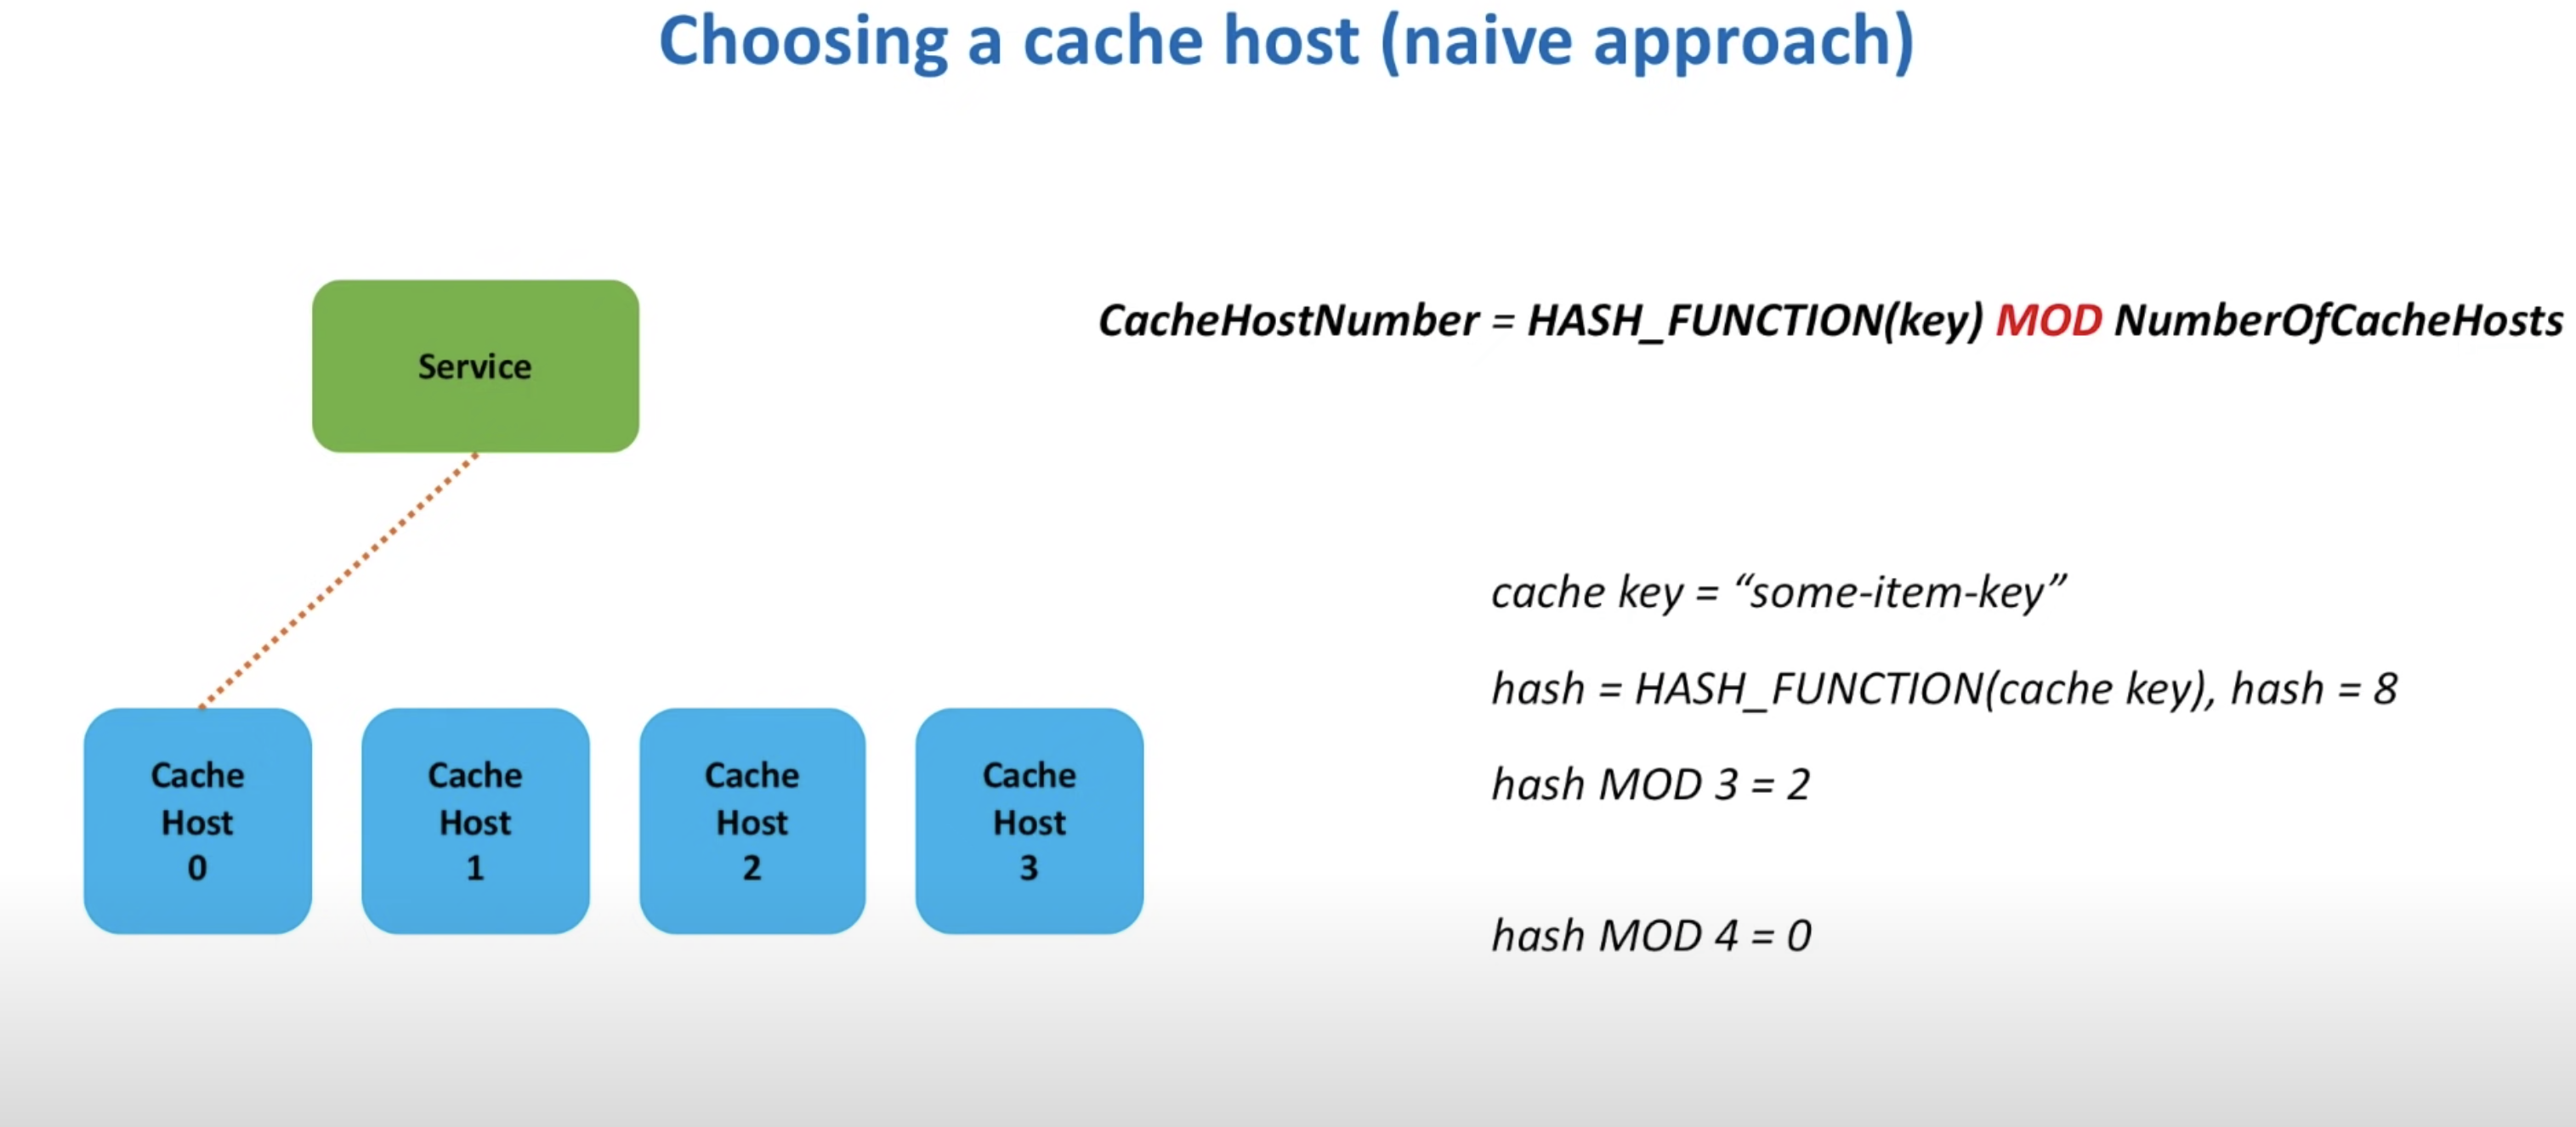 Choosing a cache host (naive approach)
Service
CacheHostNumber = HASH_FUNCTION(key) MOD NumberOfCacheHosts
cache key = “some-item-key”
hash = HASH_FUNCTION(cache key), hash = 8
hash MOD 3 = 2
hash MOD 4 = 0
Cache
Host
0
Cache
Host
1
Cache
Host
2
Cache
Host
3